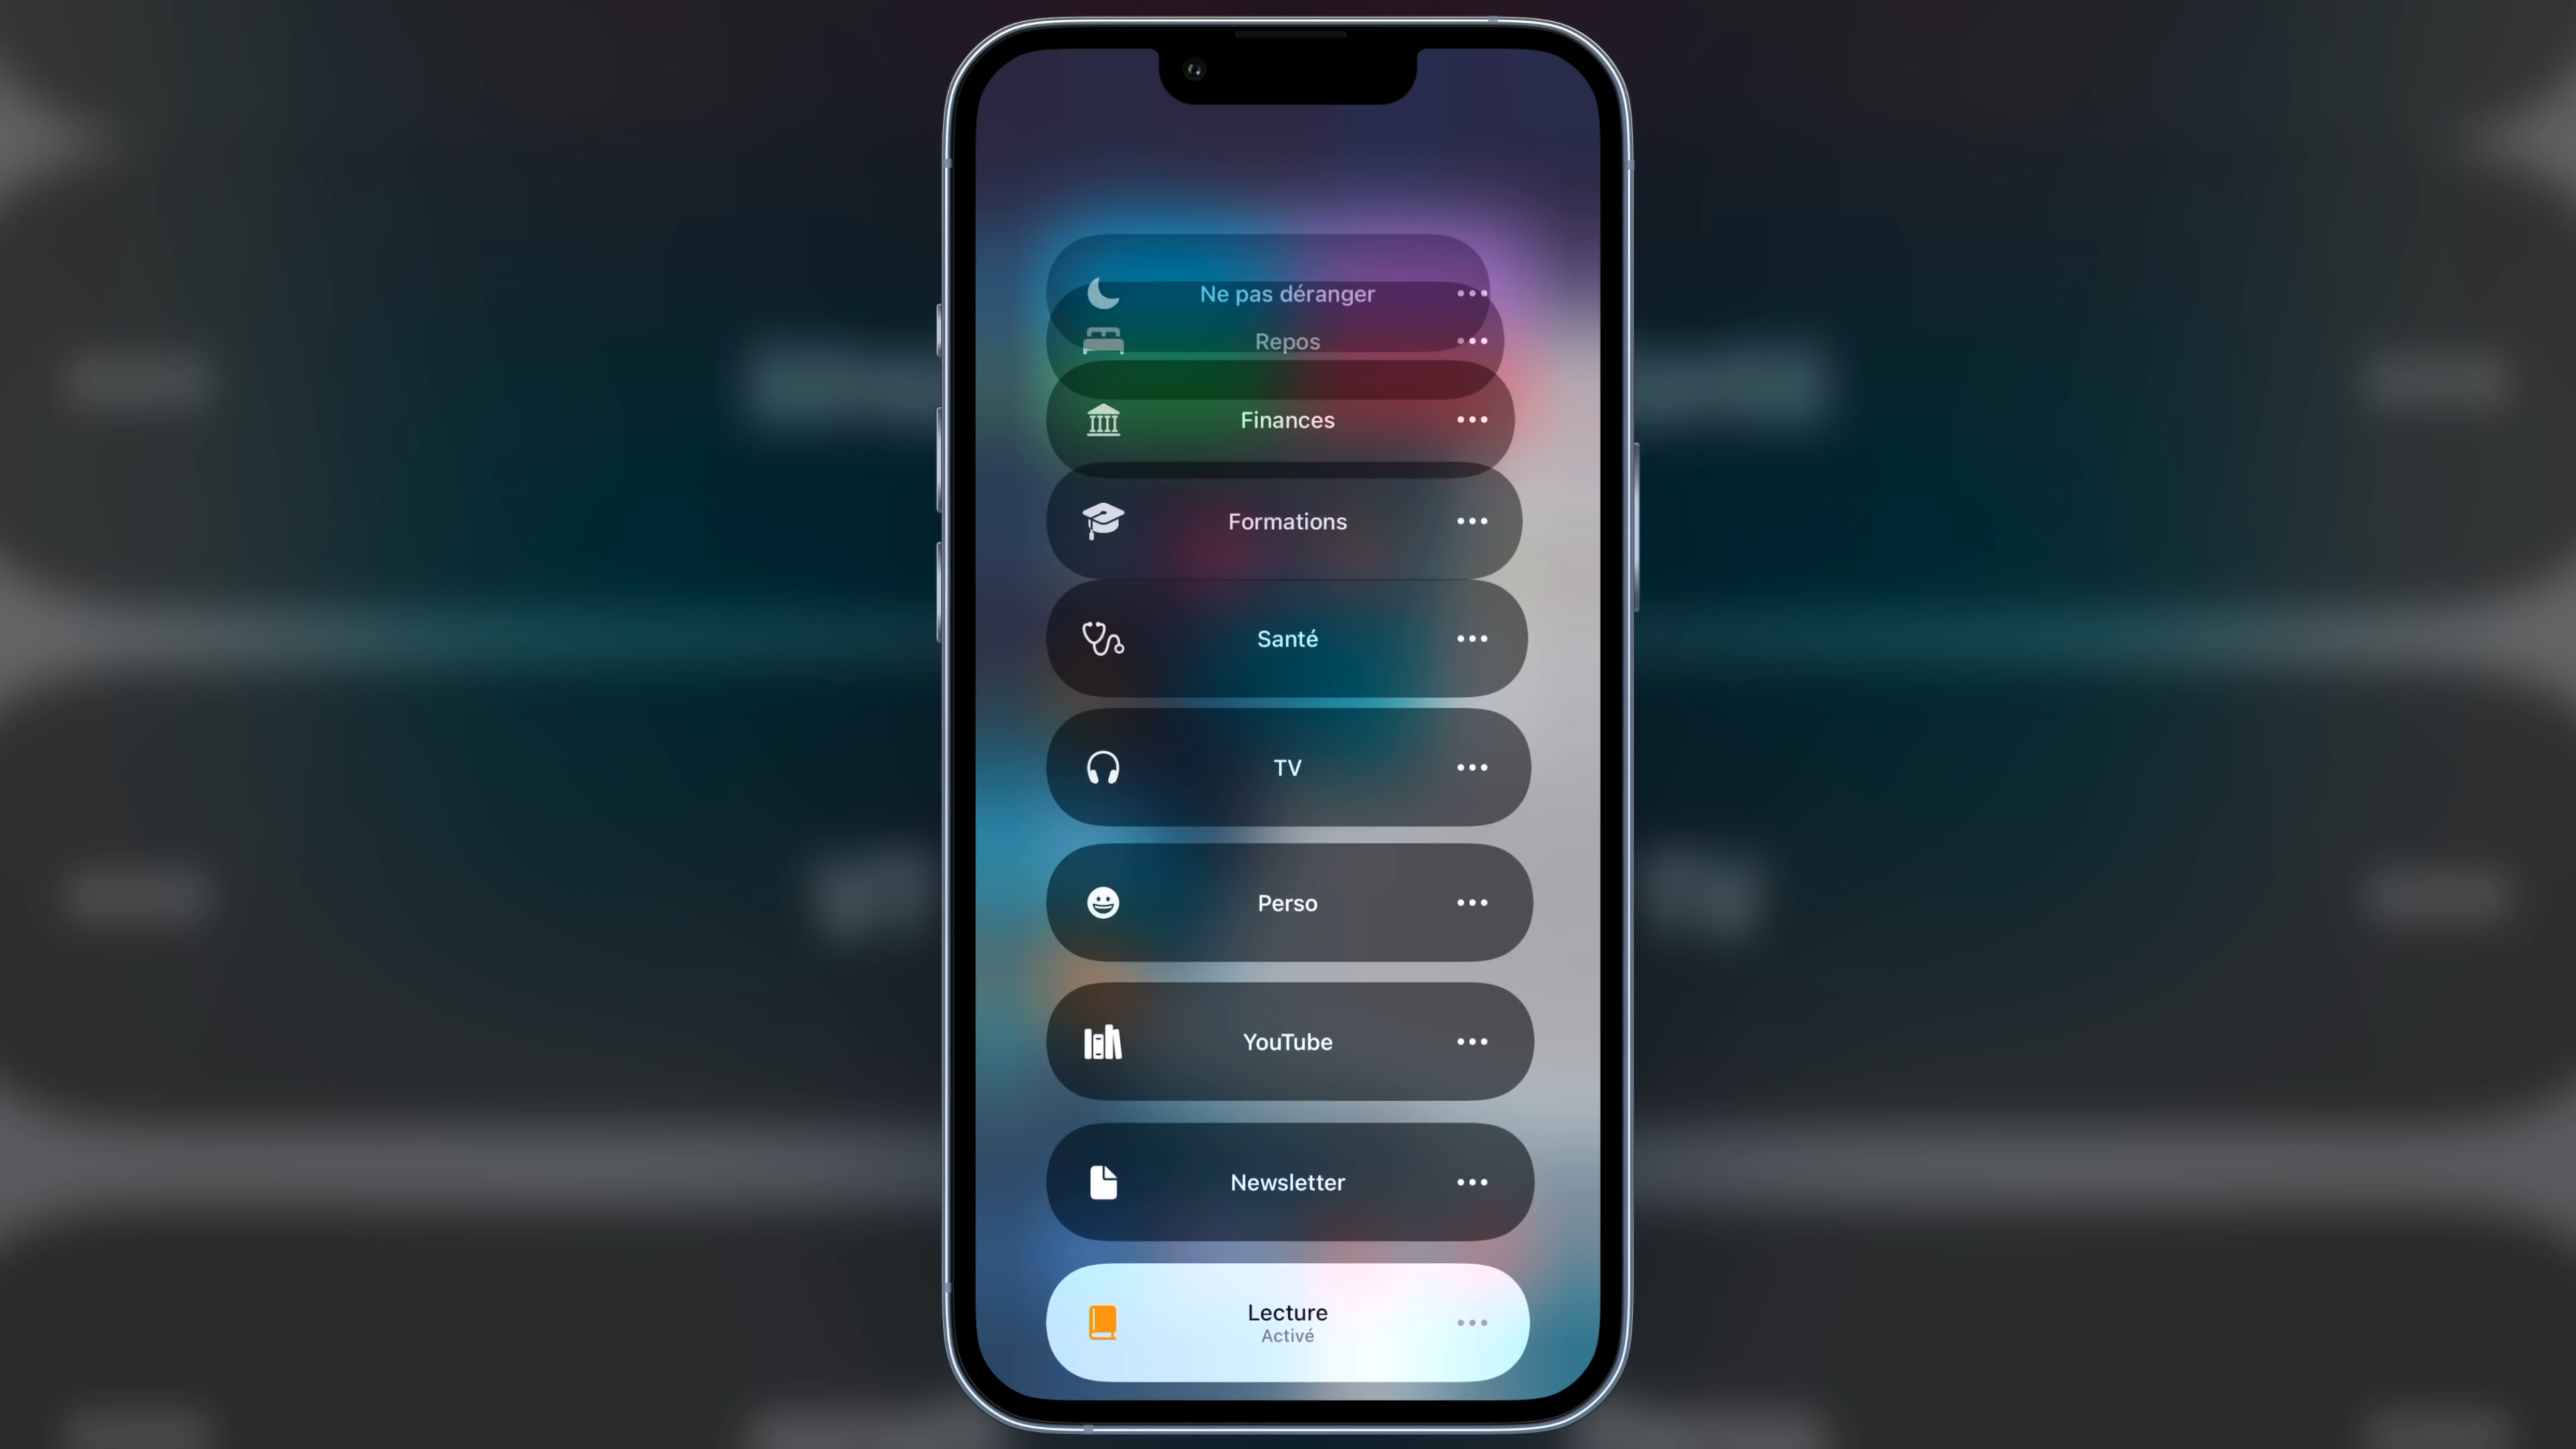 Ne pas déranger
Repos
Finances
Formations
Santé
TV
Perso
YouTube
Newsletter
Lecture
Activé